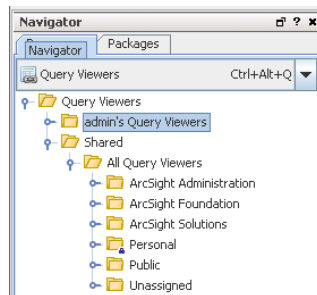 Navigator
Navigator Packages
Query Viewers Ctrl+Alt+Q
Query Viewers
admin's Query Viewers
Shared
All Query Viewers
ArcSight Administration
ArcSight Foundation
ArcSight Solutions
Personal
Public
Unassigned